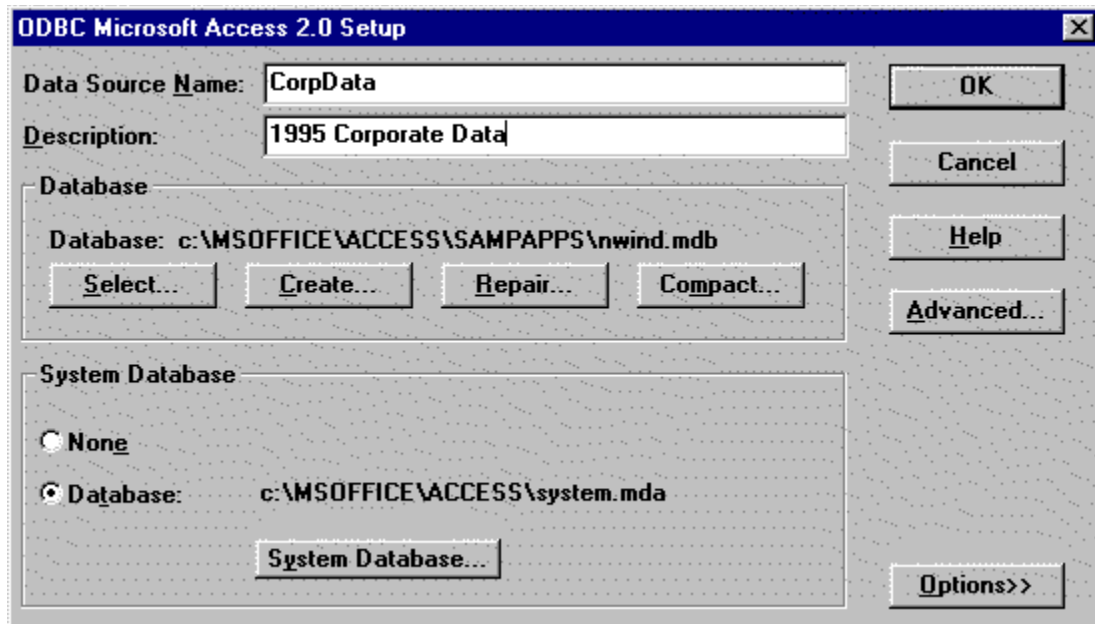 ODBC Microsoft Access 2.0 Setup
Data Source Name: CorpData
OK
Description: 1995 Corporate Data
Cancel
Database
Database: c:\MSOFFICE\ACCESS\SAMPAPPS\nwind.mdb
Help
Select... Create... Repair... Compact...
Advanced...
System Database
None
Database: c:\MSOFFICE\ACCESS\system.mda
System Database...
Options>>